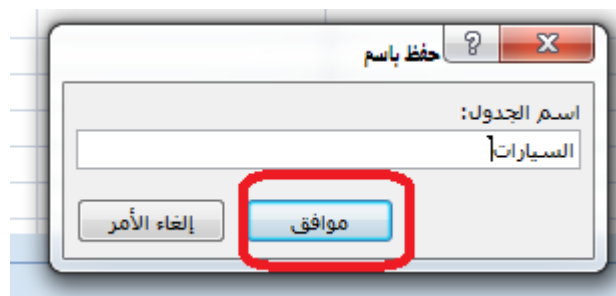 حفظ باسم
اسم الجدول:
السيارات
موافق
إلغاء الأمر